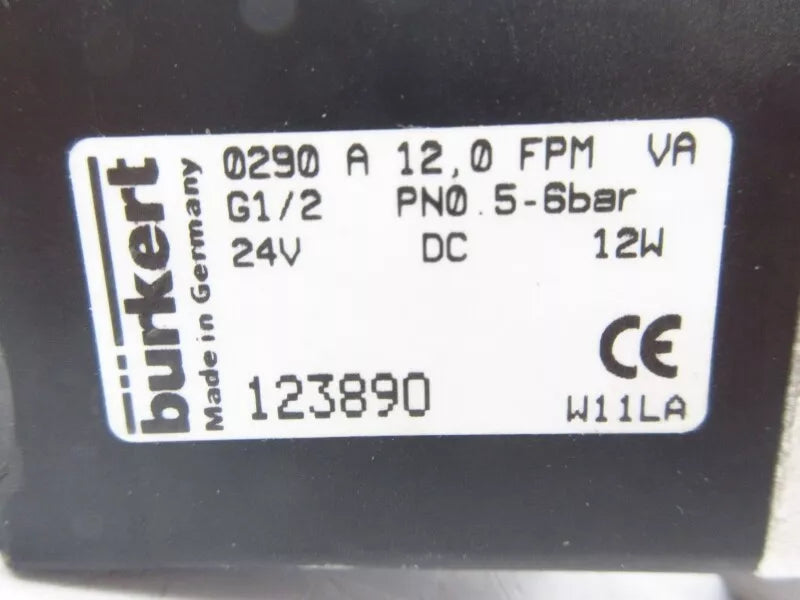 bürkert
Made in Germany
0290 A 12,0 FPM VA
G1/2 PN0.5-6bar
24V DC 12W
CE
123890 W11LA